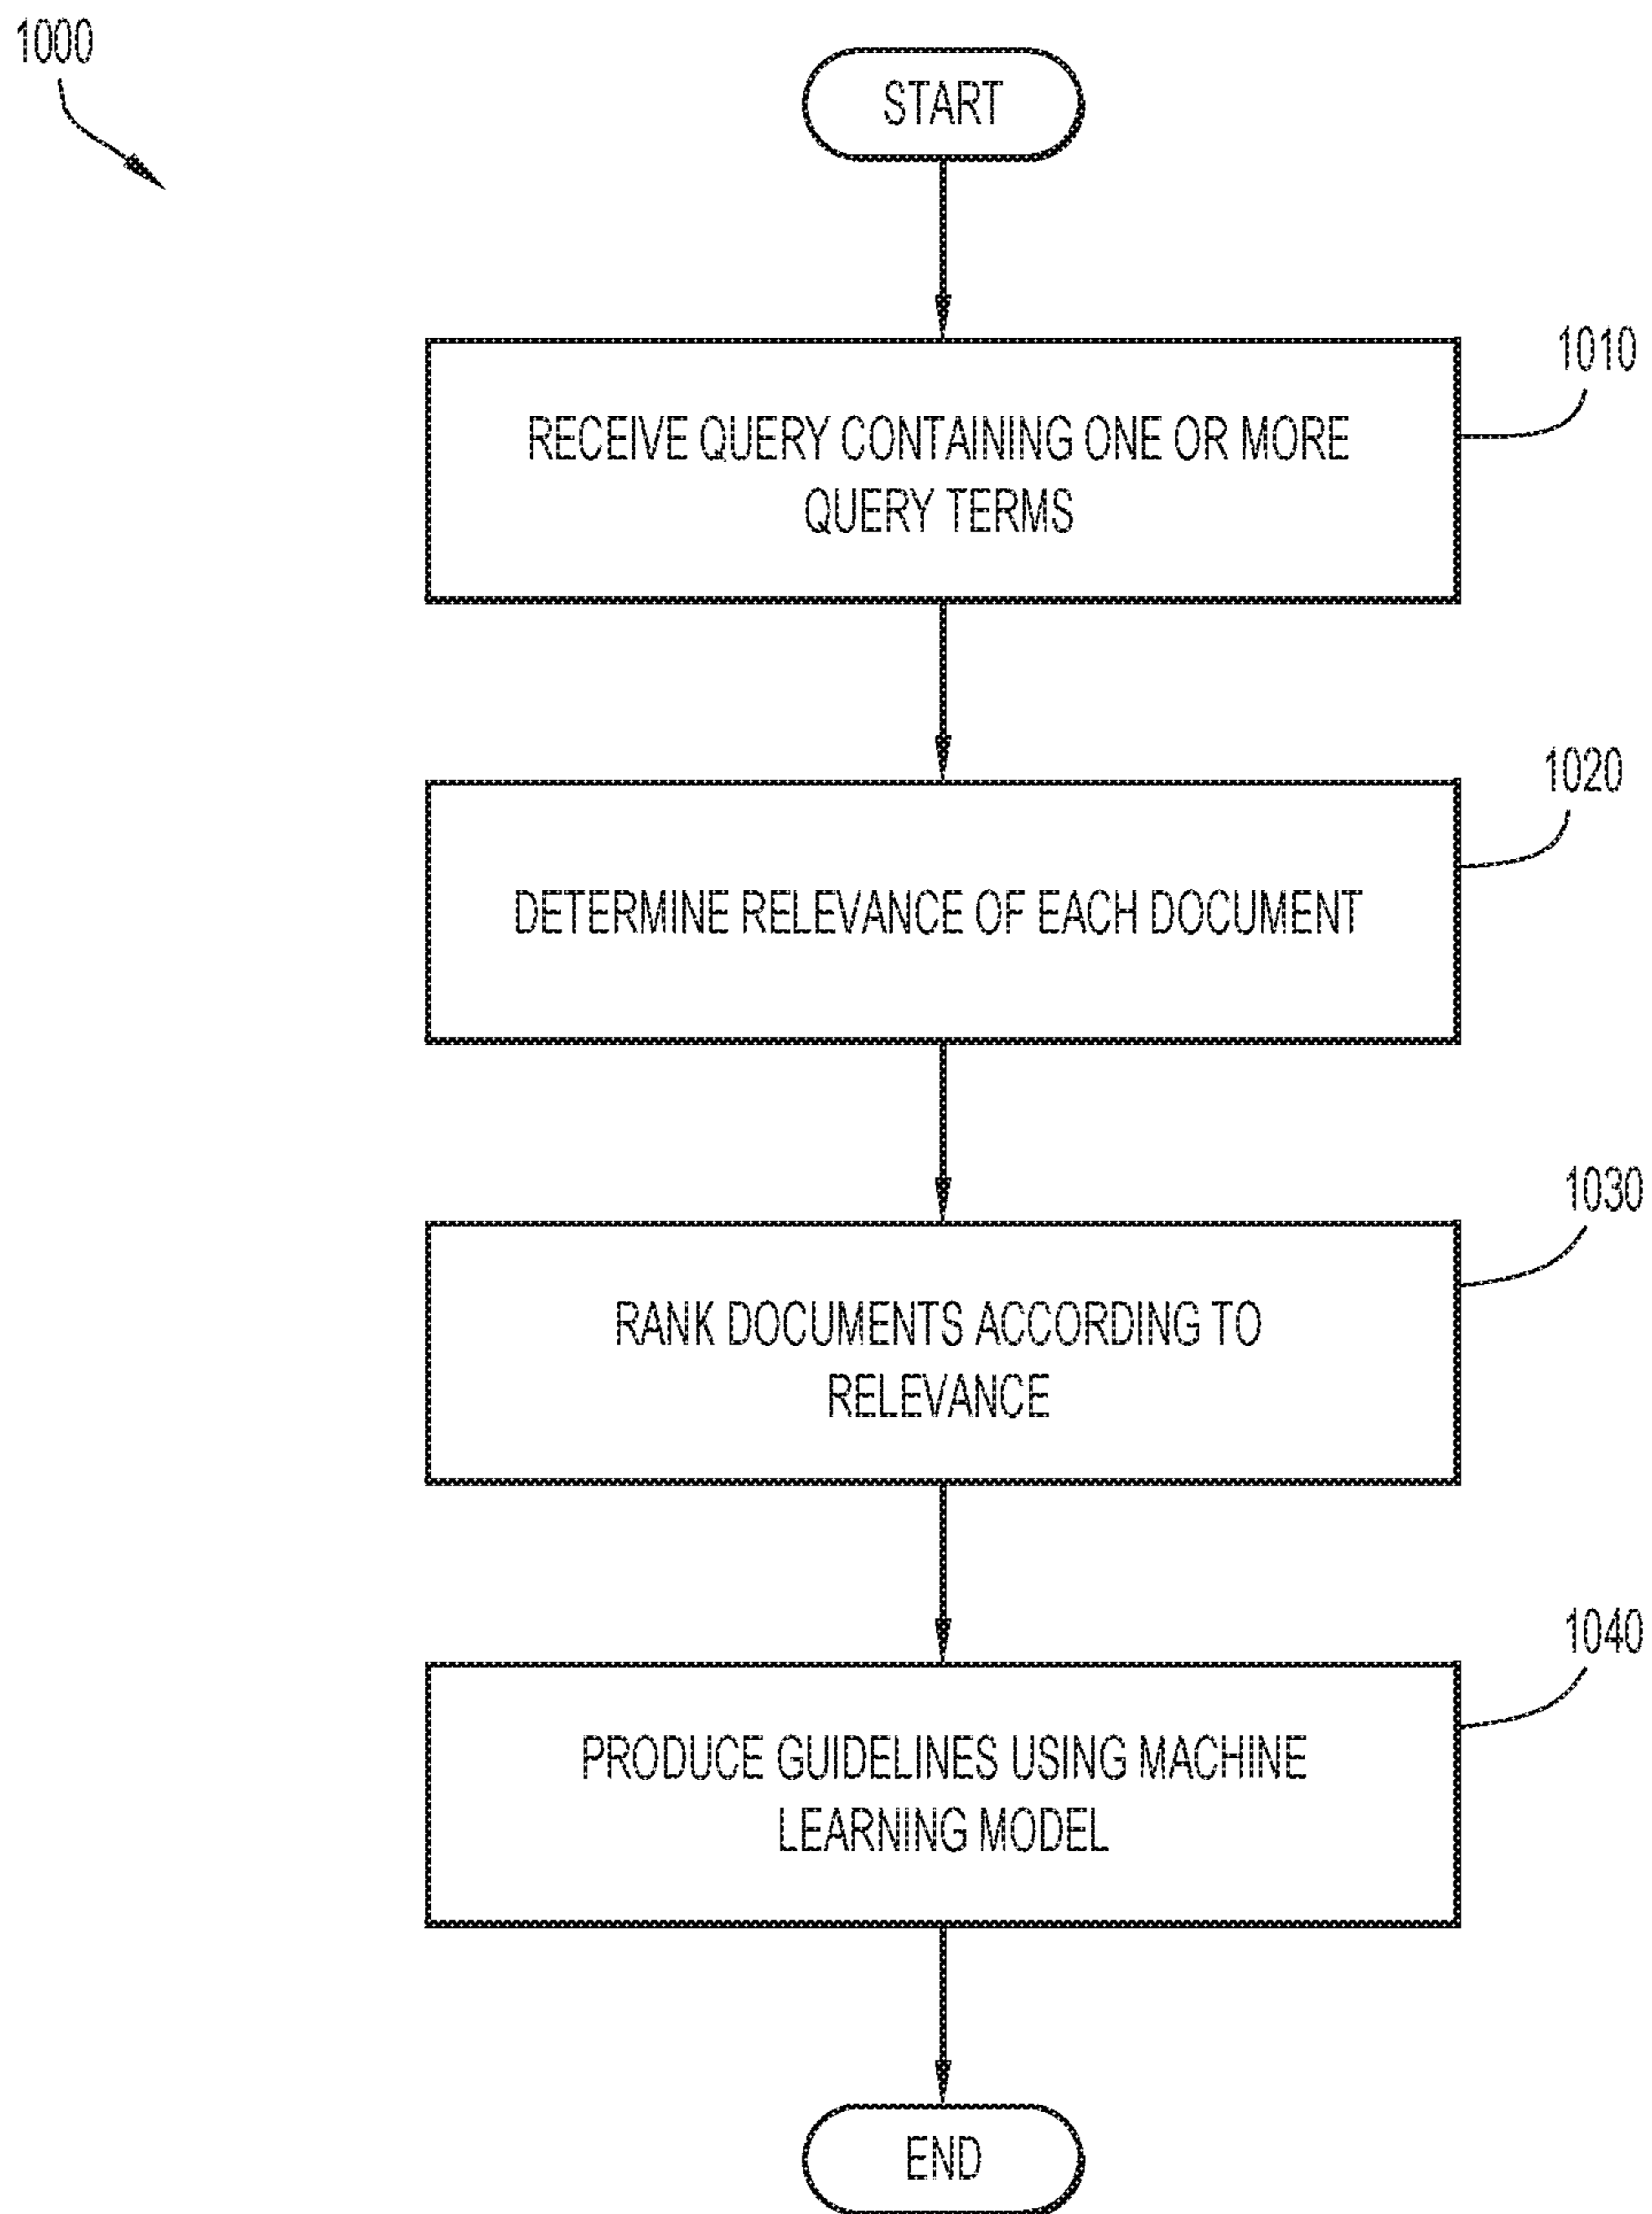 1000
START
1010
RECEIVE QUERY CONTAINING ONE OR MORE
QUERY TERMS
1020
DETERMINE RELEVANCE OF EACH DOCUMENT
1030
RANK DOCUMENTS ACCORDING TO
RELEVANCE
1040
PRODUCE GUIDELINES USING MACHINE
LEARNING MODEL
END